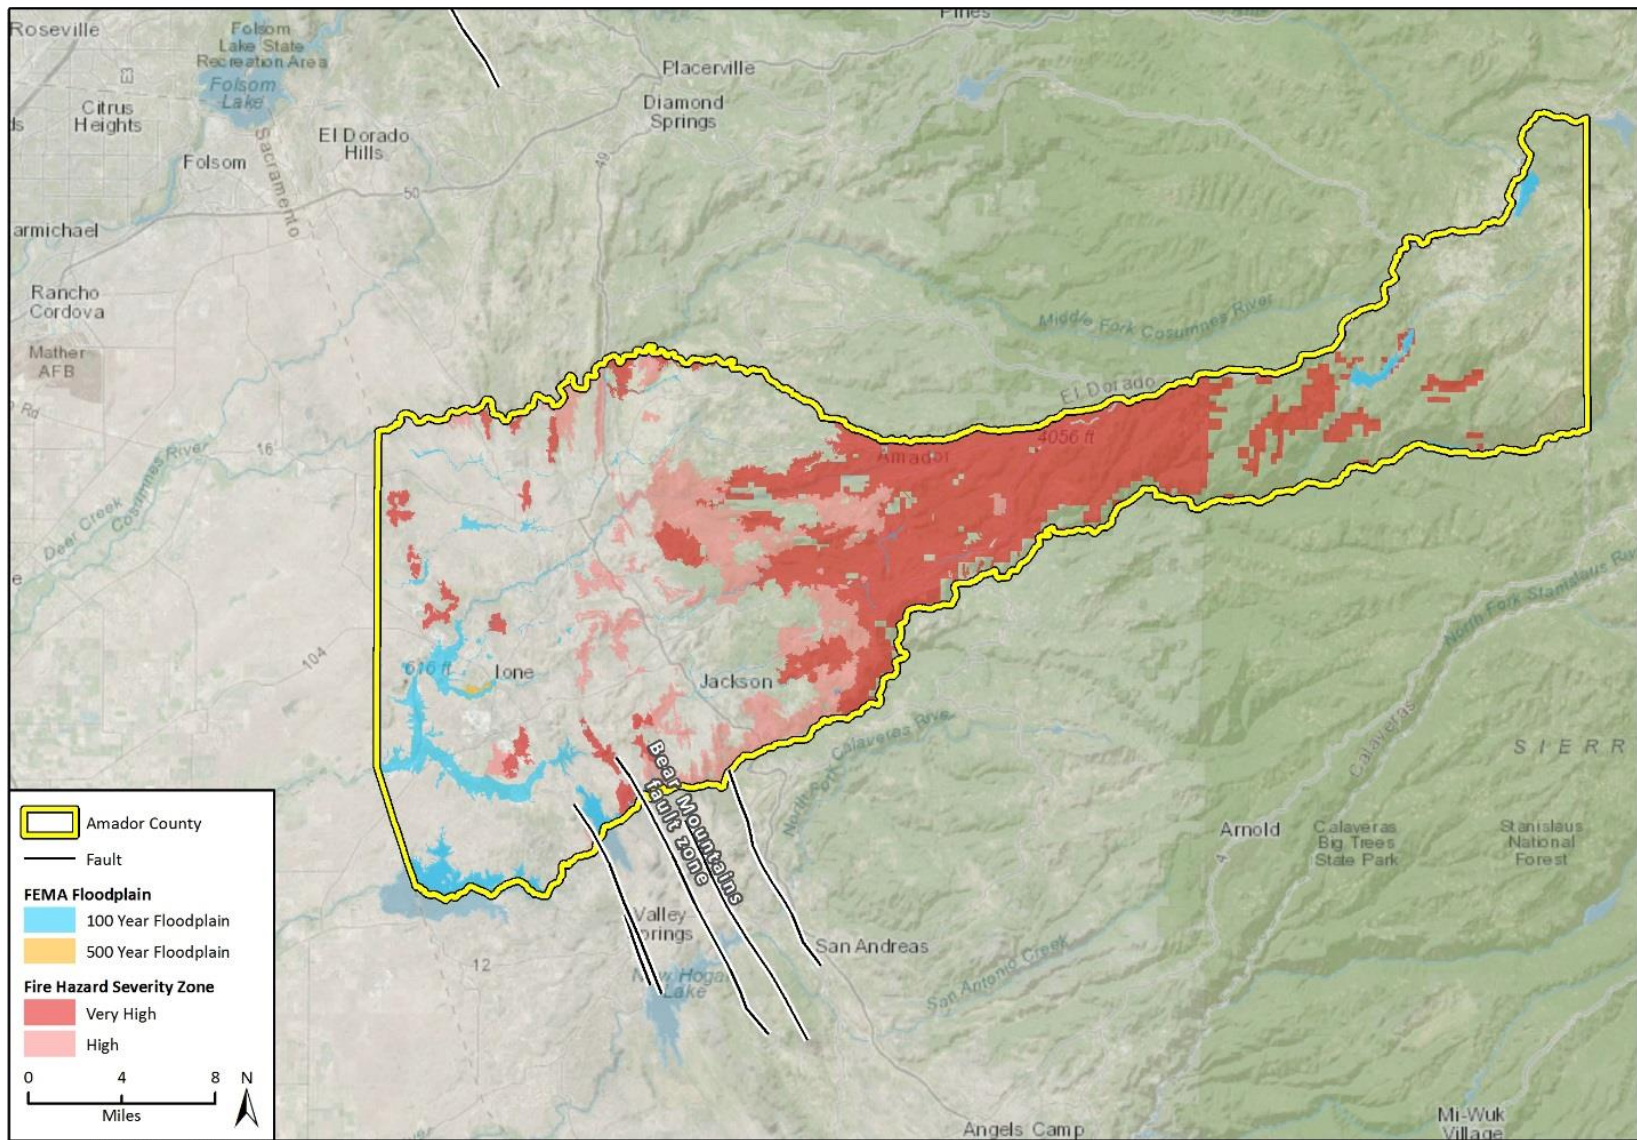 Roseville
Folsom
Lake State
Recreation Area
Folsom
Lake
Pines
Placerville
Diamond
Springs
Citrus
Heights
ds
El Dorado
Hills
Folsom
Sacramento
49
50
armichael
Rancho
Cordova
Mather
AFB
Rd
16
Deer Creek
Cosumnes River
e
104
Middle Fork Cosumnes River
El Dorado
4056 ft
Amador
616 ft
Ione
Jackson
North Fork Calaveras River
North Fork Stanislaus Riv
Calaveras
SIERR
Bear Mountains
fault zone
Arnold
4
Calaveras
Big Trees
State Park
Stanislaus
National
Forest
Valley
Springs
12
New Hogan
Lake
San Andreas
San Antonio Creek
Angels Camp
Mi-Wuk
Village
Amador County
Fault
FEMA Floodplain
100 Year Floodplain
500 Year Floodplain
Fire Hazard Severity Zone
Very High
High
0 4 8
Miles
N